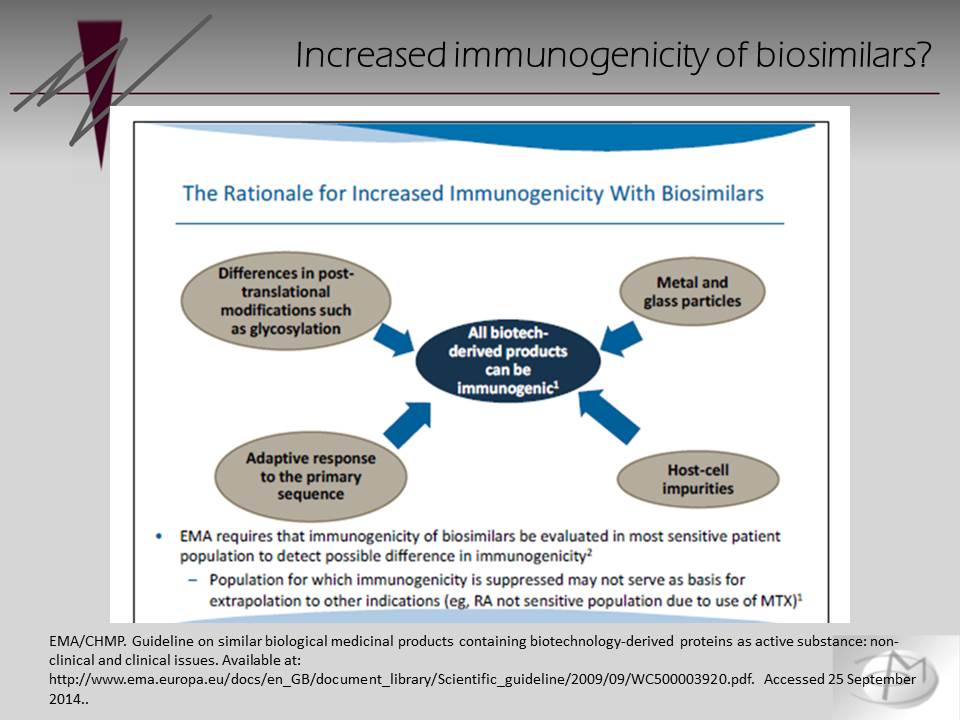 Increased immunogenicity of biosimilars?
The Rationale for Increased Immunogenicity With Biosimilars
Differences in post-
translational
modifications such
as glycosylation
Metal and
glass particles
All biotech-
derived products
can be
immunogenic¹
Adaptive response
to the primary
sequence
Host-cell
impurities
• EMA requires that immunogenicity of biosimilars be evaluated in most sensitive patient
population to detect possible difference in immunogenicity²
– Population for which immunogenicity is suppressed may not serve as basis for
extrapolation to other indications (eg, RA not sensitive population due to use of MTX)¹
EMA/CHMP. Guideline on similar biological medicinal products containing biotechnology-derived proteins as active substance: non-
clinical and clinical issues. Available at:
http://www.ema.europa.eu/docs/en_GB/document_library/Scientific_guideline/2009/09/WC500003920.pdf. Accessed 25 September
2014..